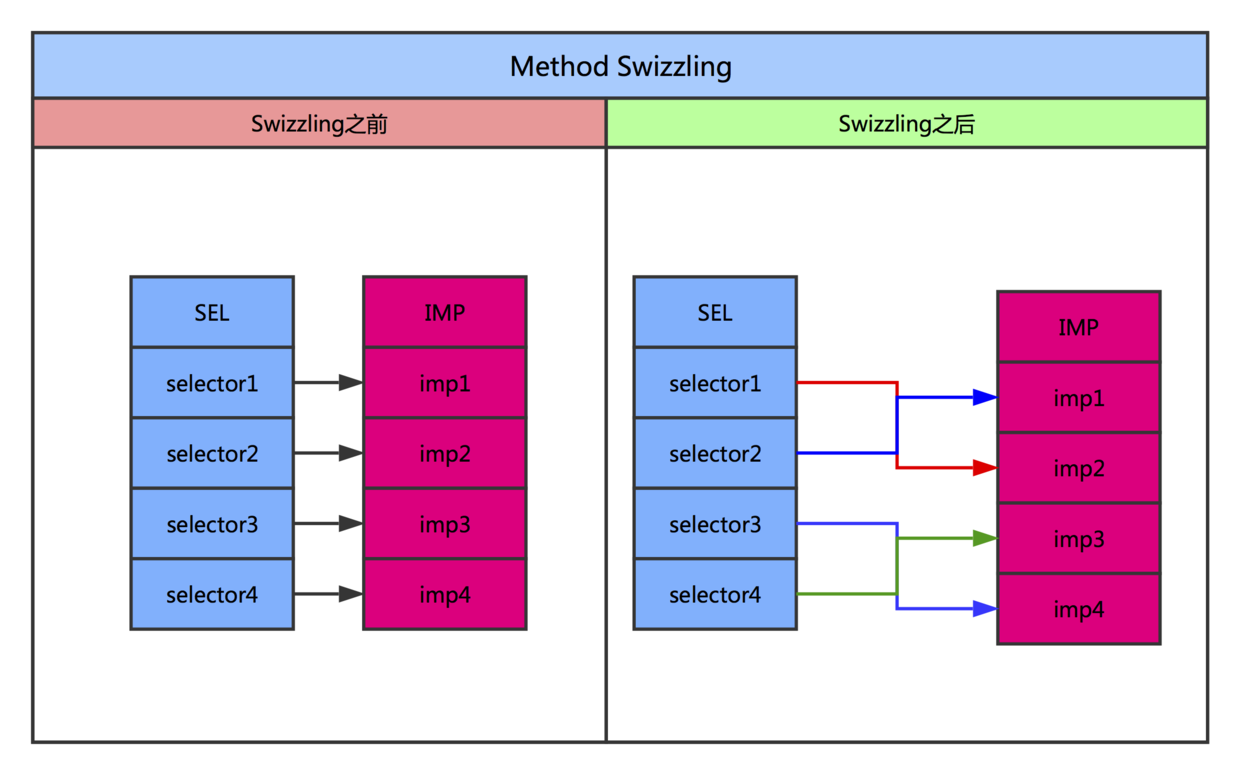 Method Swizzling
Swizzling之前
Swizzling之后
SEL
selector1
selector2
selector3
selector4
IMP
imp1
imp2
imp3
imp4
SEL
selector1
selector2
selector3
selector4
IMP
imp1
imp2
imp3
imp4